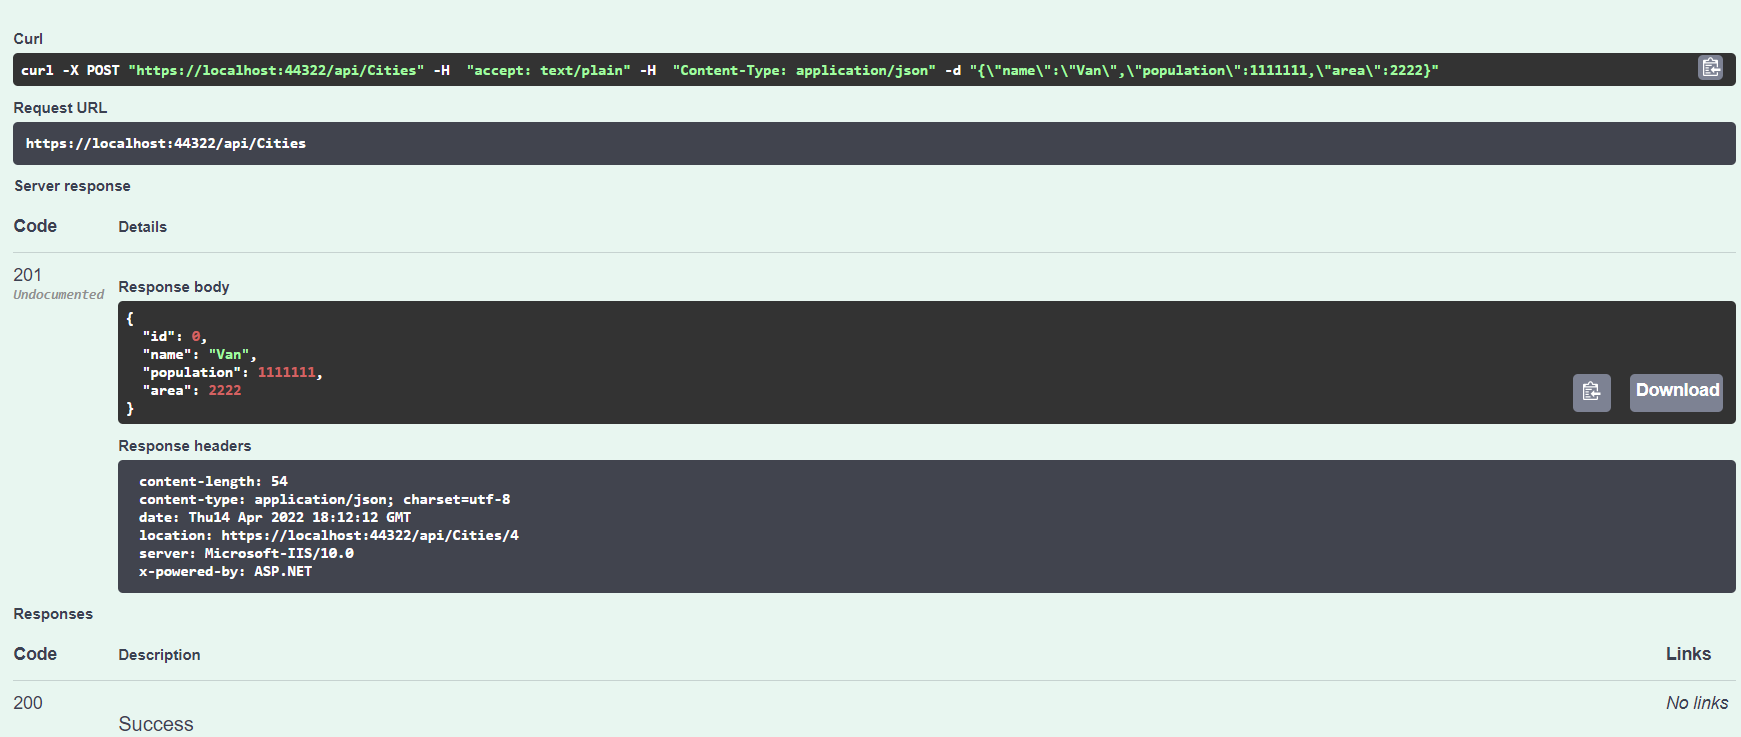 Curl
curl -X POST "https://localhost:44322/api/Cities" -H  "accept: text/plain" -H  "Content-Type: application/json" -d "{\"name\":\"Van\",\"population\":1111111,\"area\":2222}"
Request URL
https://localhost:44322/api/Cities
Server response
Code Details
201
Undocumented
Response body
{
"id": 0,
"name": "Van",
"population": 1111111,
"area": 2222
}
Download
Response headers
content-length: 54
content-type: application/json; charset=utf-8
date: Thu14 Apr 2022 18:12:12 GMT
location: https://localhost:44322/api/Cities/4
server: Microsoft-IIS/10.0
x-powered-by: ASP.NET
Responses
Code Description Links
200 No links
Success